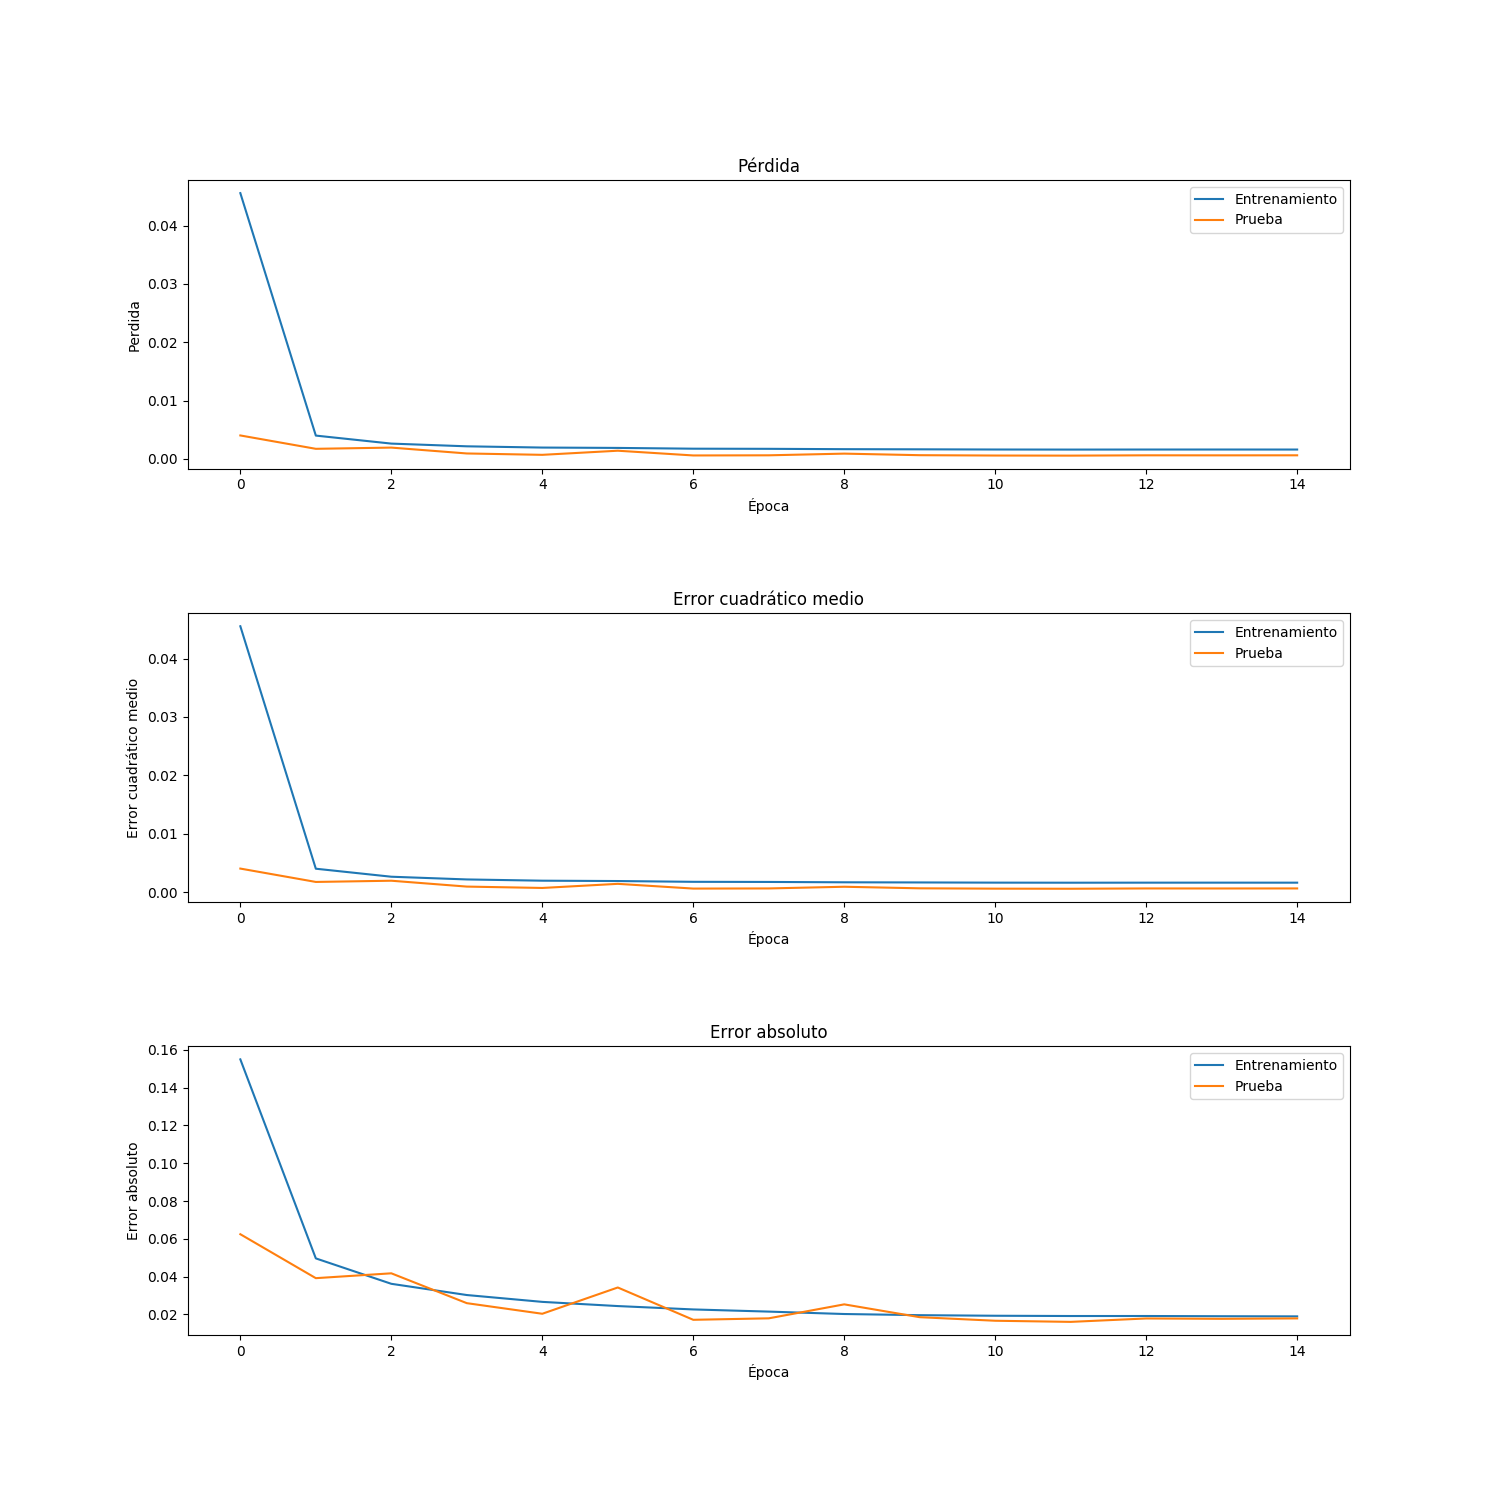 Pérdida
Entrenamiento
Prueba
0.04
0.03
0.02
0.01
0.00
Perdida
0 2 4 6 8 10 12 14
Época
Error cuadrático medio
Entrenamiento
Prueba
0.04
0.03
0.02
0.01
0.00
Error cuadrático medio
0 2 4 6 8 10 12 14
Época
Error absoluto
Entrenamiento
Prueba
0.16
0.14
0.12
0.10
0.08
0.06
0.04
0.02
Error absoluto
0 2 4 6 8 10 12 14
Época